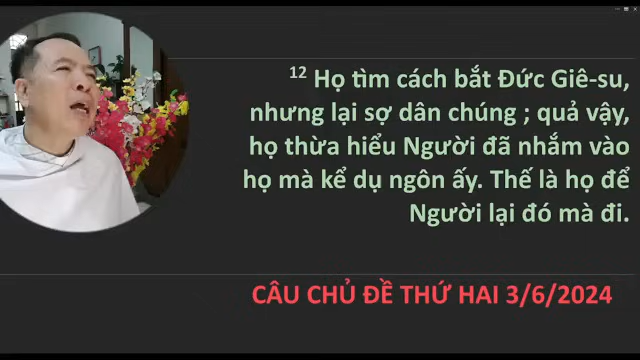 12 Họ tìm cách bắt Đức Giê-su,
nhưng lại sợ dân chúng ; quả vậy,
họ thừa hiểu Người đã nhắm vào
họ mà kể dụ ngôn ấy. Thế là họ để
Người lại đó mà đi.
CÂU CHỦ ĐỀ THỨ HAI 3/6/2024